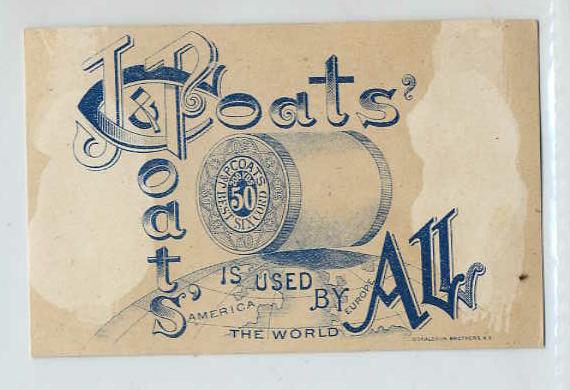 J & P Coats'
Coats'
J. & P. COATS
BEST SIX CORD
50
IS USED
BY ALL
AMERICA
EUROPE
THE WORLD
DONALDSON BROTHERS, N.Y.